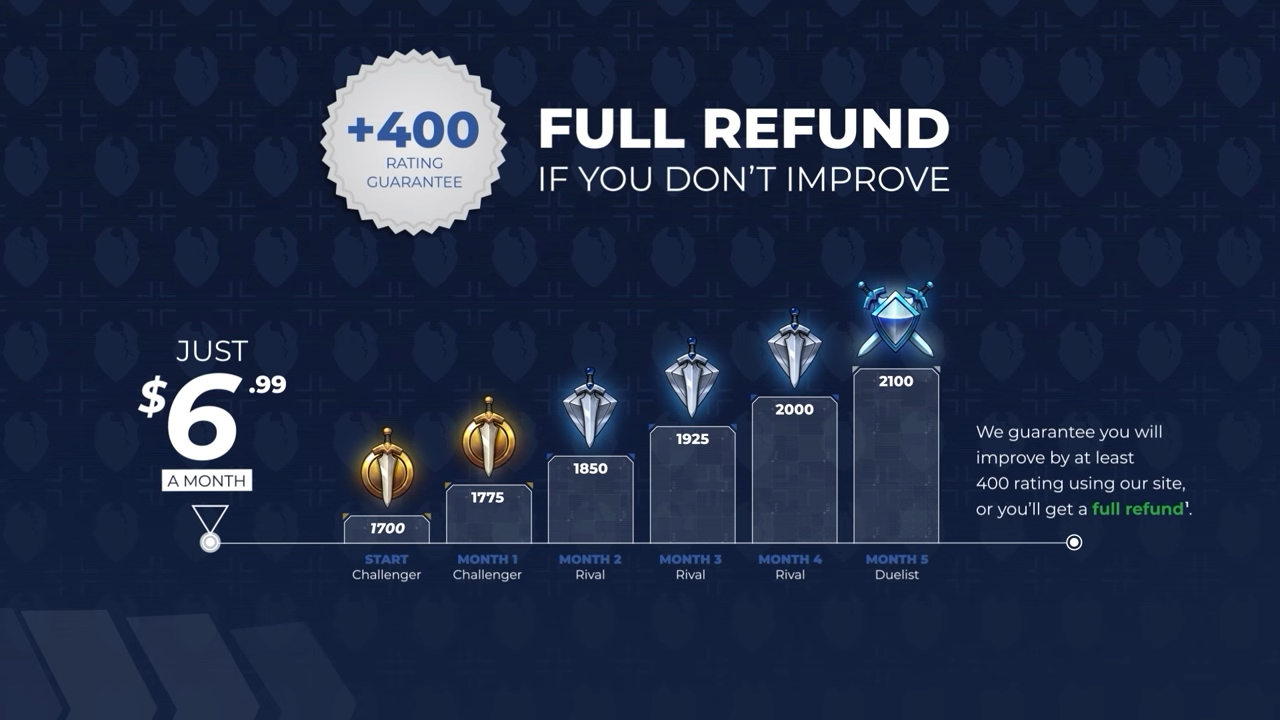 +400
RATING
GUARANTEE
FULL REFUND
IF YOU DON'T IMPROVE
JUST
$6.99
A MONTH
1700
1775
1850
1925
2000
2100
START
Challenger
MONTH 1
Challenger
MONTH 2
Rival
MONTH 3
Rival
MONTH 4
Rival
MONTH 5
Duelist
We guarantee you will
improve by at least
400 rating using our site,
or you'll get a full refund¹.